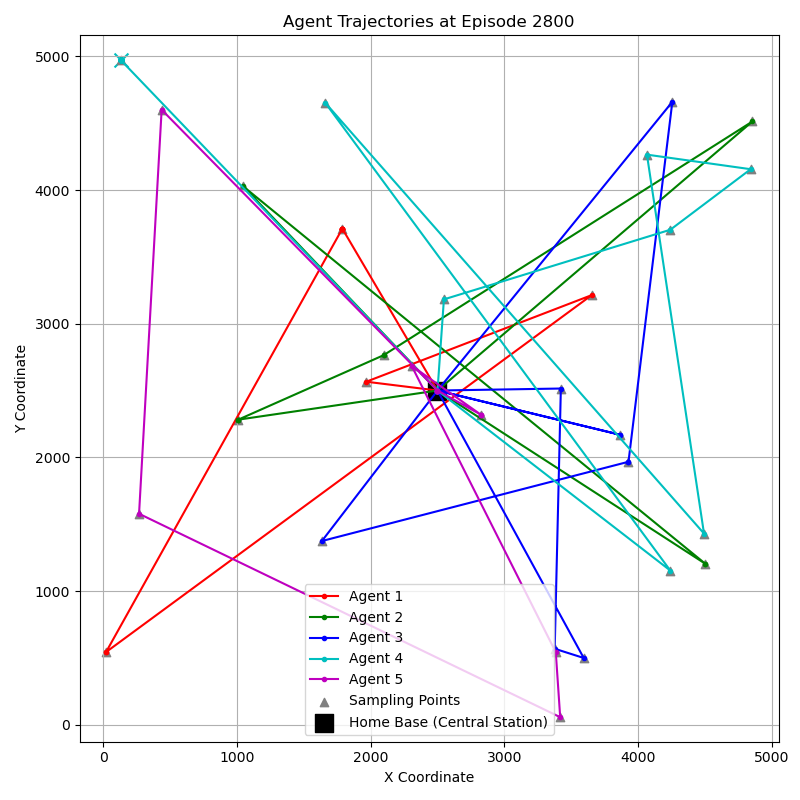 Agent Trajectories at Episode 2800
Y Coordinate
5000
4000
3000
2000
1000
0
Agent 1
Agent 2
Agent 3
Agent 4
Agent 5
Sampling Points
Home Base (Central Station)
0 1000 2000 3000 4000 5000
X Coordinate